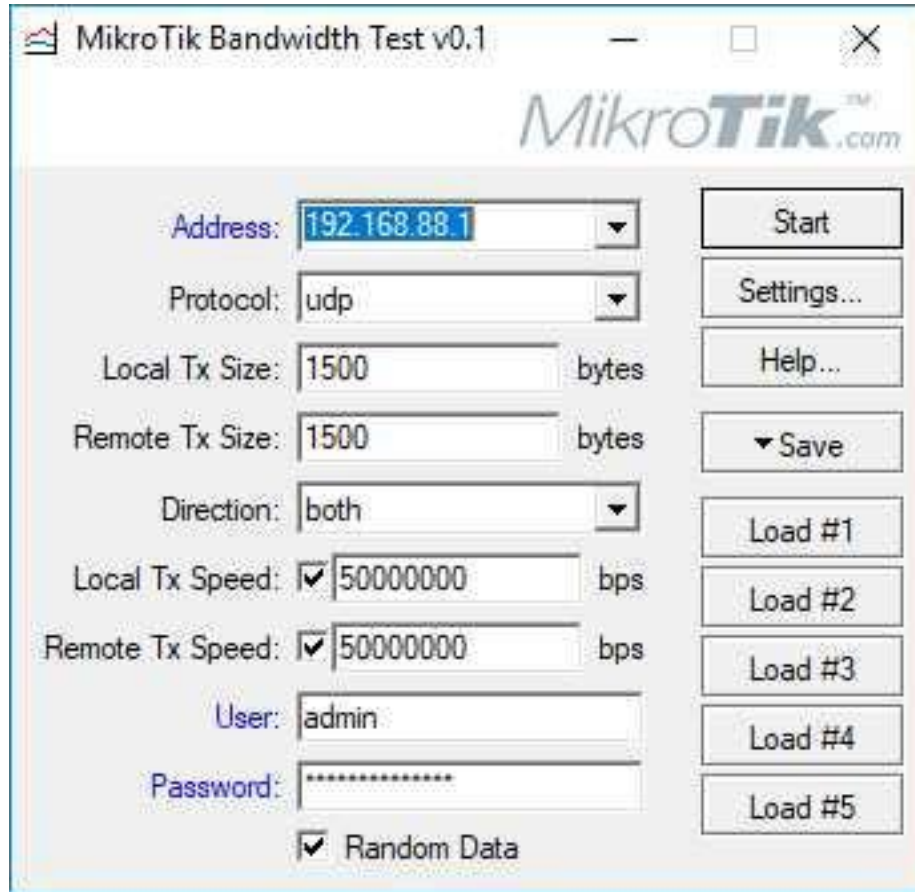 MikroTik Bandwidth Test v0.1
MikroTik.com
TM
Address: 192.168.88.1
Start
Protocol: udp
Settings...
Local Tx Size: 1500 bytes
Help...
Remote Tx Size: 1500 bytes
Save
Direction: both
Load #1
Local Tx Speed: 50000000 bps
Load #2
Remote Tx Speed: 50000000 bps
Load #3
User: admin
Load #4
Password: **************
Load #5
Random Data